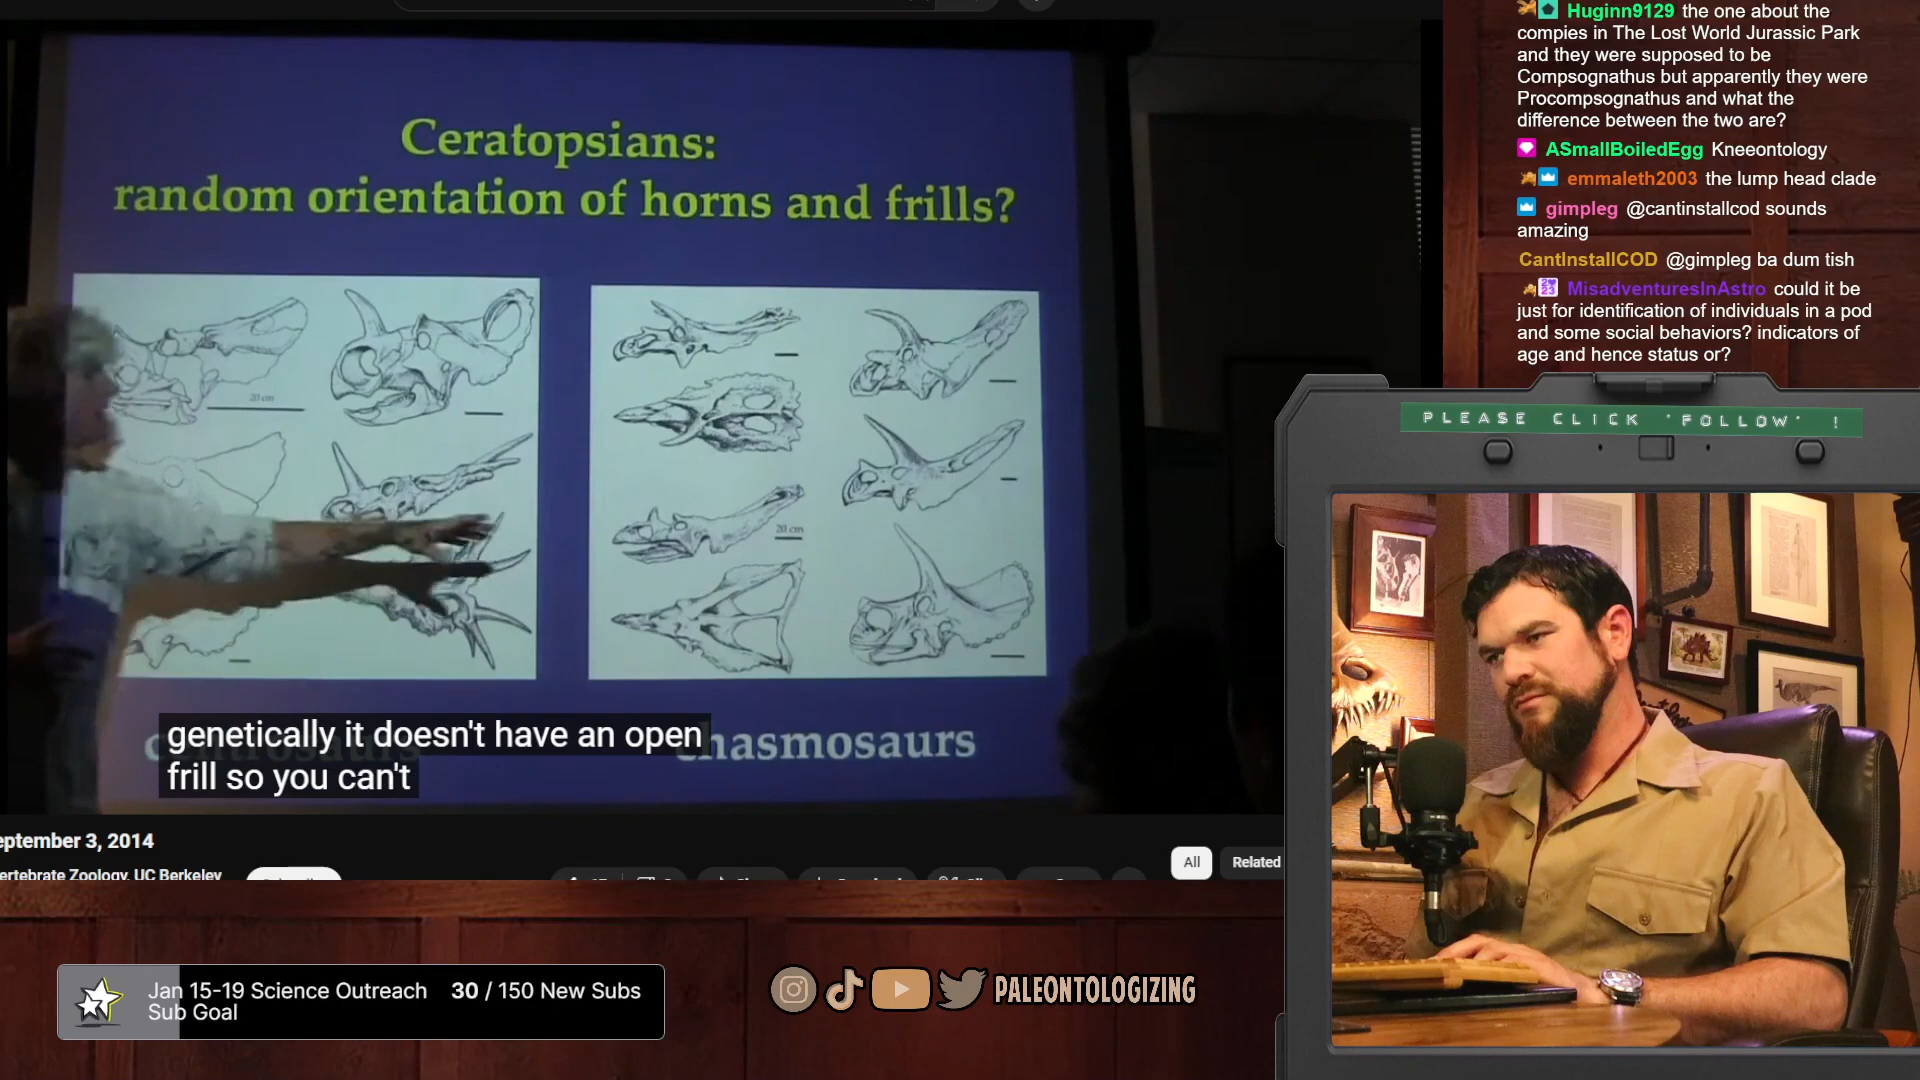 Ceratopsians:
random orientation of horns and frills?
20 cm
20 cm
chasmosaurs
genetically it doesn't have an open
frill so you can't
eptember 3, 2014
ertebrate Zoology, UC Berkeley
All
Related
Huginn9129 the one about the
compies in The Lost World Jurassic Park
and they were supposed to be
Compsognathus but apparently they were
Procompsognathus and what the
difference between the two are?
ASmallBoiledEgg Kneeontology
emmaleth2003 the lump head clade
gimpleg @cantinstallcod sounds
amazing
CantInstallCOD @gimpleg ba dum tish
MisadventuresInAstro could it be
just for identification of individuals in a pod
and some social behaviors? indicators of
age and hence status or?
PLEASE CLICK "FOLLOW" !
Jan 15-19 Science Outreach 30 / 150 New Subs
Sub Goal
PALEONTOLOGIZING